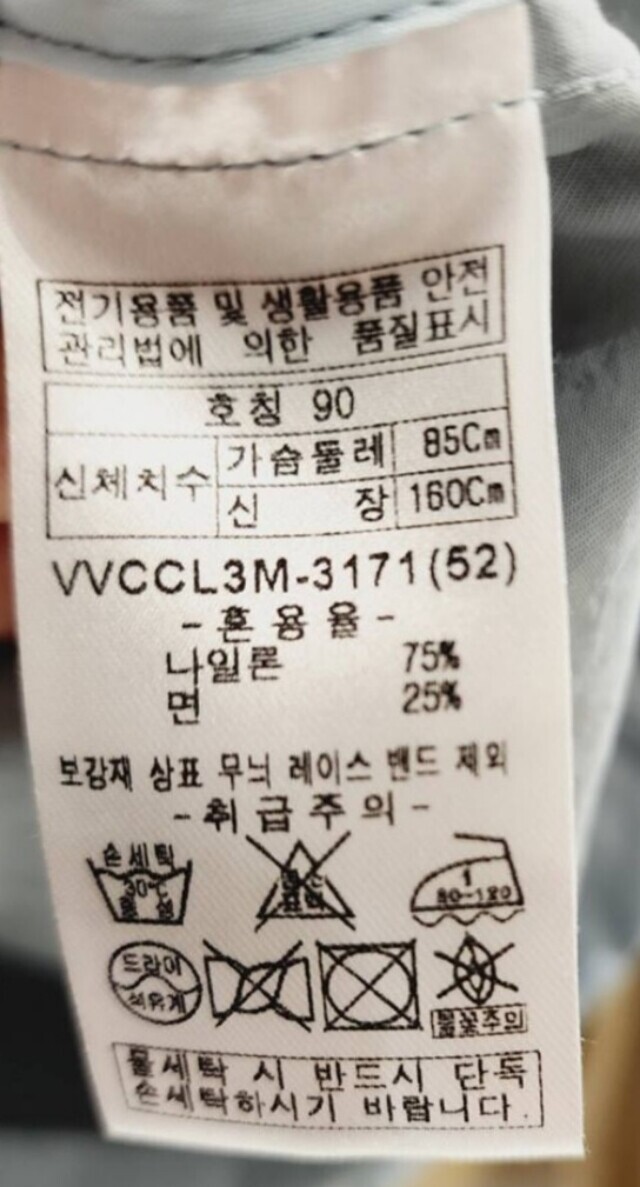 전기용품 및 생활용품 안전
관리법에 의한 품질표시
호칭 90
신체치수 가슴둘레 85Cm
신 장 160Cm
VVCCL3M-3171(52)
-혼용율-
나일론 75%
면 25%
보강재 상표 무늬 레이스 밴드 제외
-취급주의-
손세탁
30℃
중성
1
80~120
드라이
석유계
불꽃주의
물세탁 시 반드시 단독
손세탁하시기 바랍니다.